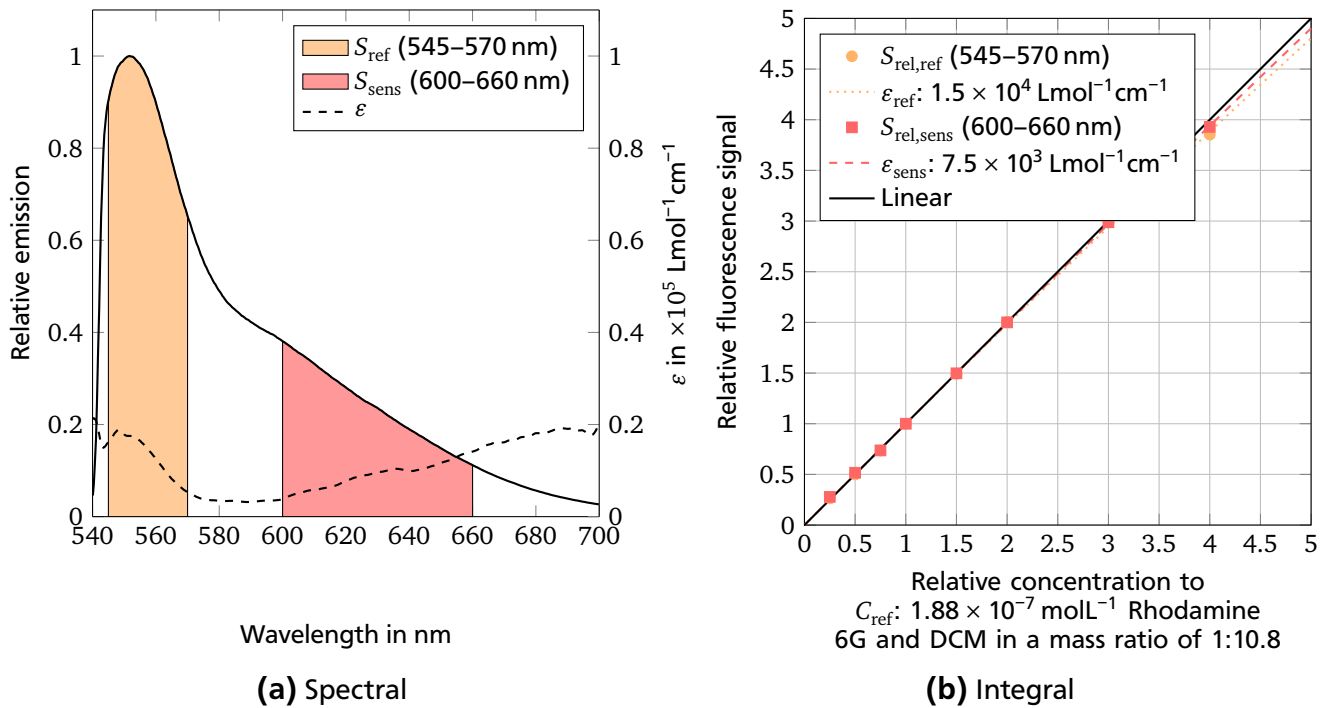 1
0.8
0.6
0.4
0.2
0
Relative emission
S_ref (545–570 nm)
S_sens (600–660 nm)
ε
1
0.8
0.6
0.4
0.2
0
ε in ×10⁵ Lmol⁻¹cm⁻¹
540 560 580 600 620 640 660 680 700
Wavelength in nm
(a) Spectral
5
4.5
4
3.5
3
2.5
2
1.5
1
0.5
0
Relative fluorescence signal
S_rel,ref (545–570 nm)
ε_ref: 1.5 × 10⁴ Lmol⁻¹cm⁻¹
S_rel,sens (600–660 nm)
ε_sens: 7.5 × 10³ Lmol⁻¹cm⁻¹
Linear
0 0.5 1 1.5 2 2.5 3 3.5 4 4.5 5
Relative concentration to
C_ref: 1.88 × 10⁻⁷ molL⁻¹ Rhodamine
6G and DCM in a mass ratio of 1:10.8
(b) Integral